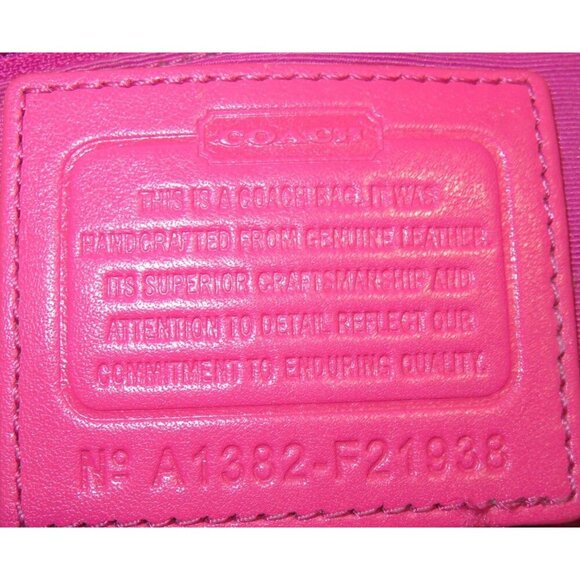 COACH
THIS IS A COACH BAG. IT WAS
HANDCRAFTED FROM GENUINE LEATHER.
ITS SUPERIOR CRAFTSMANSHIP AND
ATTENTION TO DETAIL REFLECT OUR
COMMITMENT TO ENDURING QUALITY.
Nº A1382-F21938